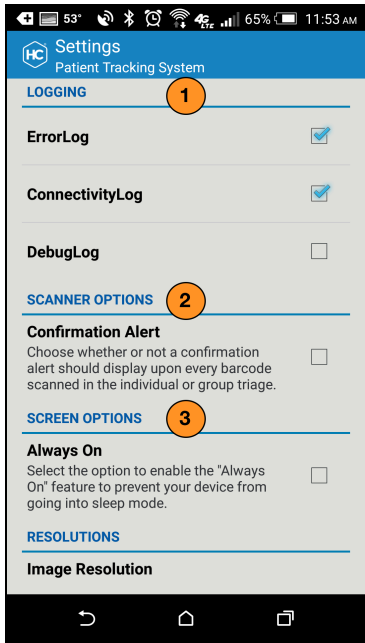 53° 4G LTE 65% 11:53 AM
HC Settings
Patient Tracking System
LOGGING 1
ErrorLog
ConnectivityLog
DebugLog
SCANNER OPTIONS 2
Confirmation Alert
Choose whether or not a confirmation
alert should display upon every barcode
scanned in the individual or group triage.
SCREEN OPTIONS 3
Always On
Select the option to enable the "Always
On" feature to prevent your device from
going into sleep mode.
RESOLUTIONS
Image Resolution